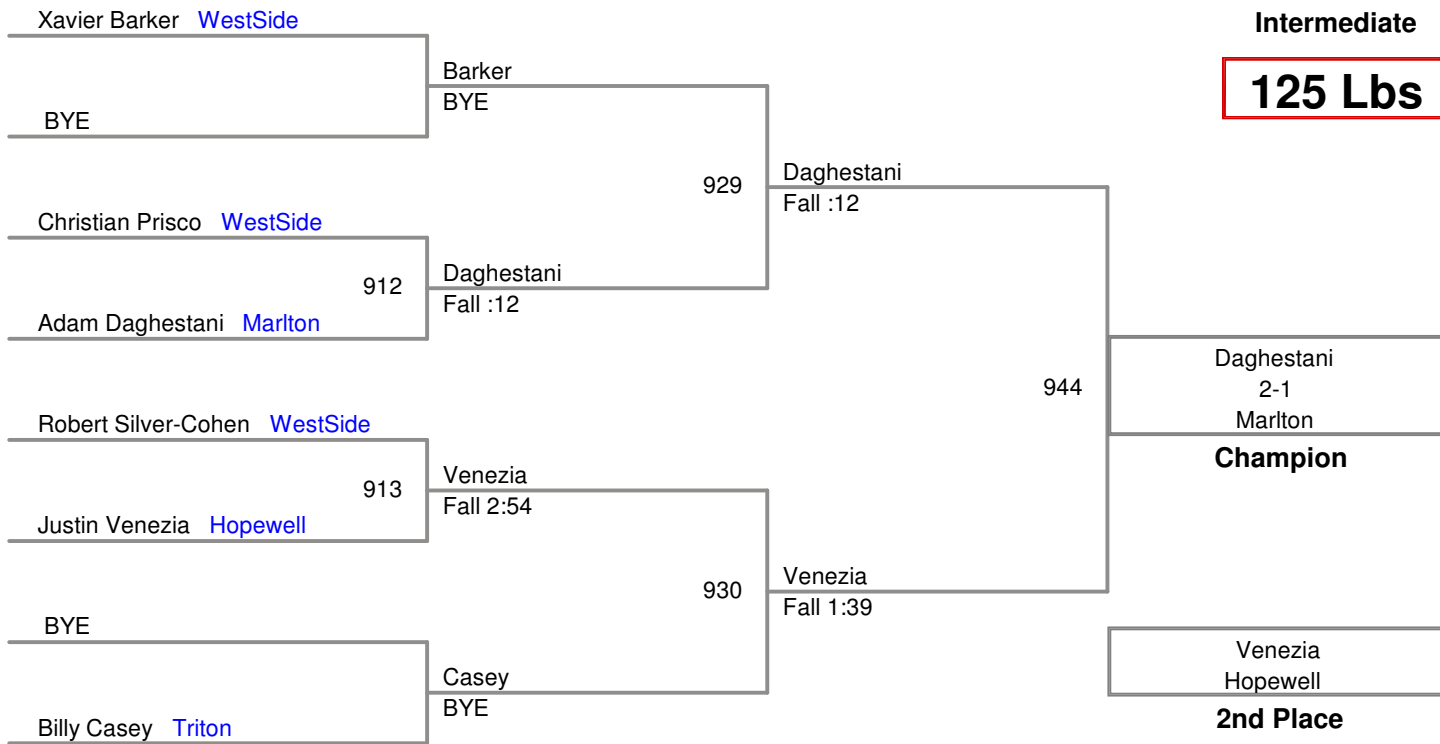 Xavier Barker WestSide
Intermediate
Barker
BYE
125 Lbs
BYE
929
Daghestani
Fall :12
Christian Prisco WestSide
912
Daghestani
Fall :12
Adam Daghestani Marlton
944
Daghestani
2-1
Marlton
Champion
Robert Silver-Cohen WestSide
913
Venezia
Fall 2:54
Justin Venezia Hopewell
930
Venezia
Fall 1:39
BYE
Casey
BYE
Billy Casey Triton
Venezia
Hopewell
2nd Place